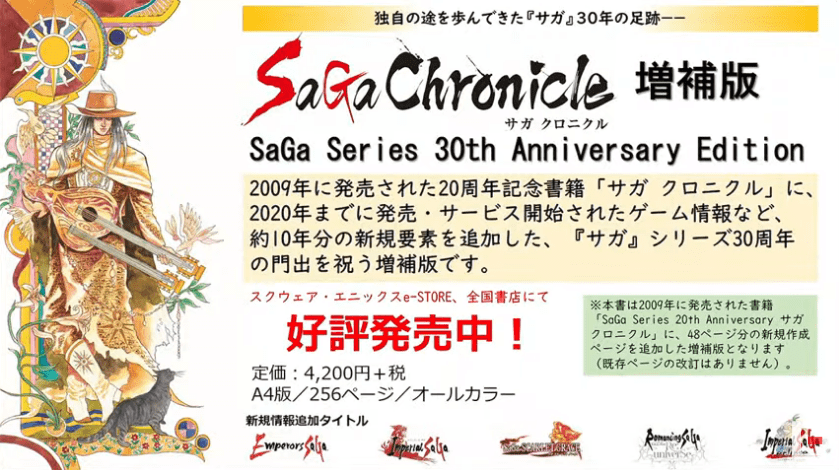 独自の途を歩んできた『サガ』30年の足跡――
SaGa Chronicle 増補版
サガ クロニクル
SaGa Series 30th Anniversary Edition
2009年に発売された20周年記念書籍「サガ クロニクル」に、
2020年までに発売・サービス開始されたゲーム情報など、
約10年分の新規要素を追加した、『サガ』シリーズ30周年
の門出を祝う増補版です。
スクウェア・エニックスe-STORE、全国書店にて
好評発売中！
定価：4,200円＋税
A4版／256ページ／オールカラー
※本書は2009年に発売された書籍
「SaGa Series 20th Anniversary サガ
クロニクル」に、48ページ分の新規作成
ページを追加した増補版となります
（既存ページの改訂はありません）。
新規情報追加タイトル
Emperors SaGa
Imperial SaGa
SaGa SCARLET GRACE
Romancing SaGa
universe
Imperial SaGa